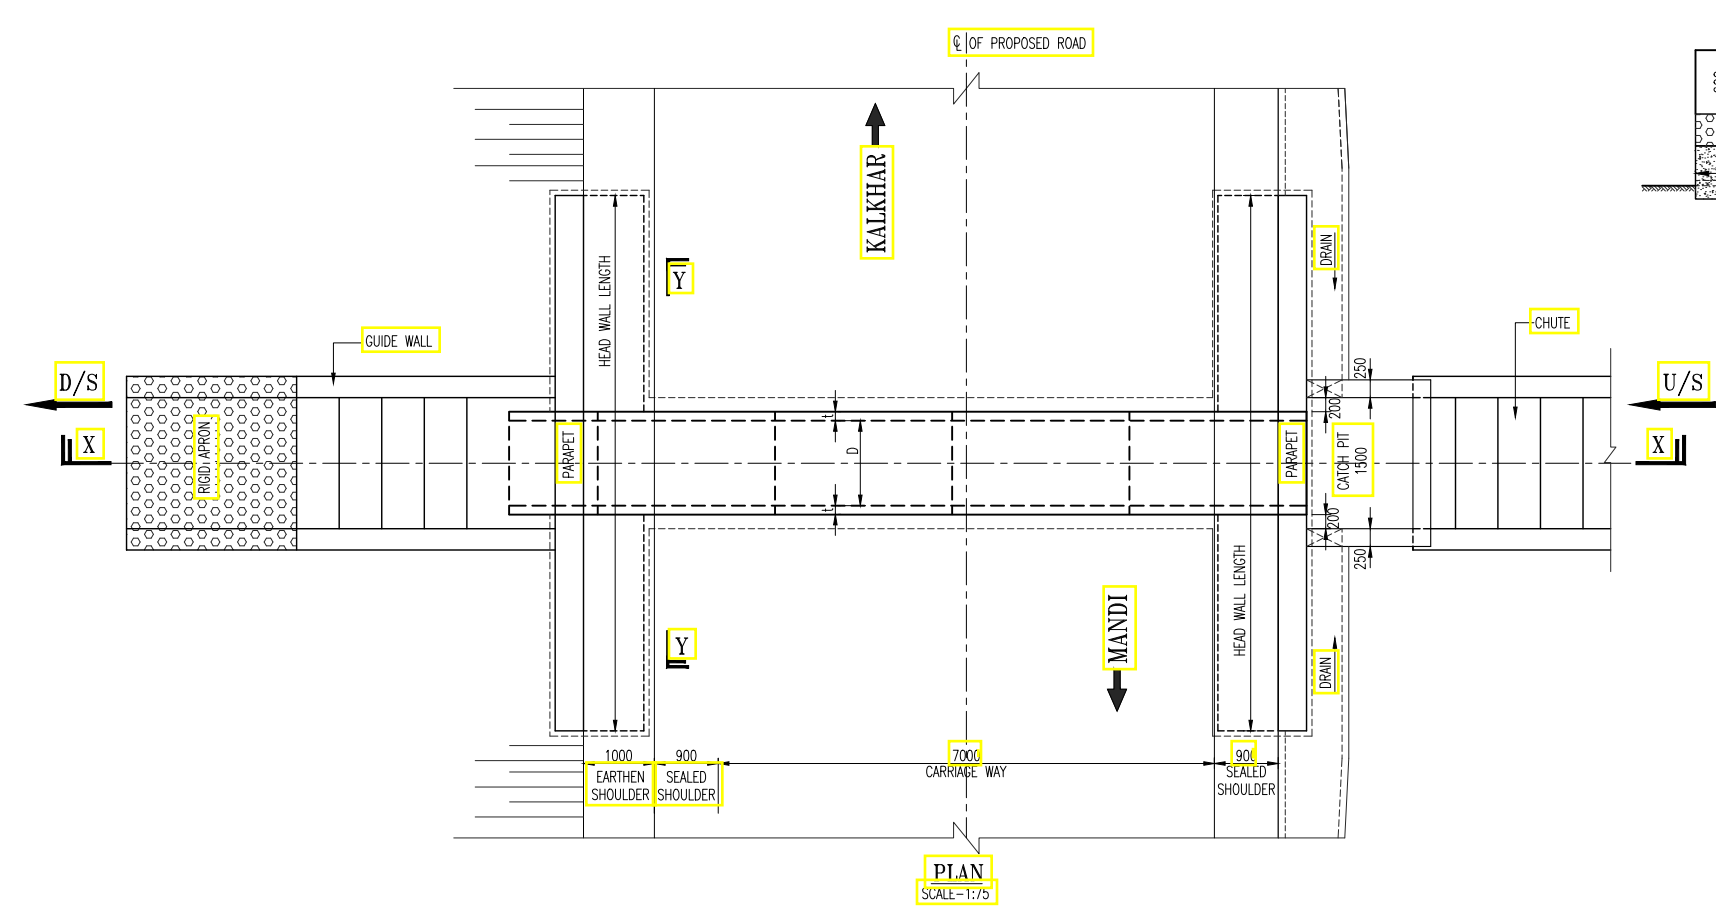 ℄ OF PROPOSED ROAD
KALKHAR
DRAIN
Y
HEAD WALL LENGTH
GUIDE WALL
CHUTE
D/S
U/S
250
200
t
X
RIGID APRON
PARAPET
D
PARAPET
CATCH PIT
1500
X
t
200
250
HEAD WALL LENGTH
MANDI
Y
DRAIN
1000
900
7000
900
EARTHEN
SHOULDER
SEALED
SHOULDER
CARRIAGE WAY
SEALED
SHOULDER
PLAN
SCALE-1:75